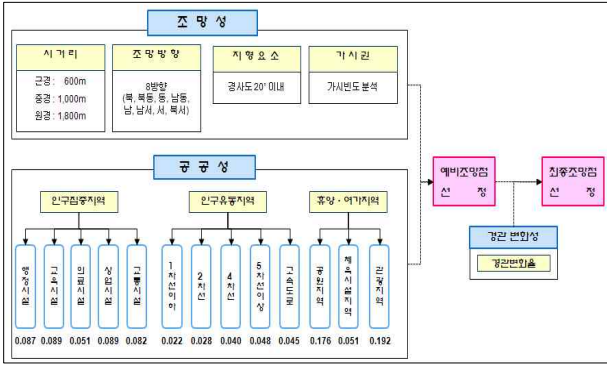 조망성
시거리
근경 : 600m
중경 : 1,000m
원경 : 1,800m
조망방향
8방향
(북, 북동, 동, 남동,
남, 남서, 서, 북서)
지형요소
경사도 20° 이내
가시권
가시빈도 분석
공공성
인구집중지역
인구유동지역
휴양·여가지역
행정시설
교육시설
의료시설
상업시설
교통시설
1차선이하
2차선
4차선
5차선이상
고속도로
공원지역
체육시설지역
관광지역
0.087 0.089 0.051 0.089 0.082 0.022 0.028 0.040 0.048 0.045 0.176 0.051 0.192
예비조망점
선 정
최종조망점
선 정
경관 변화성
경관변화율